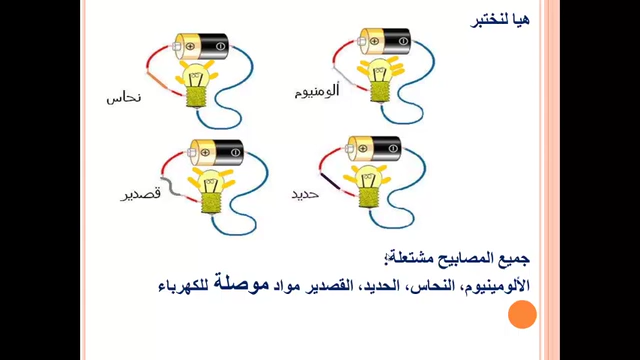 هيا لنختبر
ألومنيوم
نحاس
حديد
قصدير
جميع المصابيح مشتعلة:
الألومينيوم، النحاس، الحديد، القصدير مواد موصلة للكهرباء